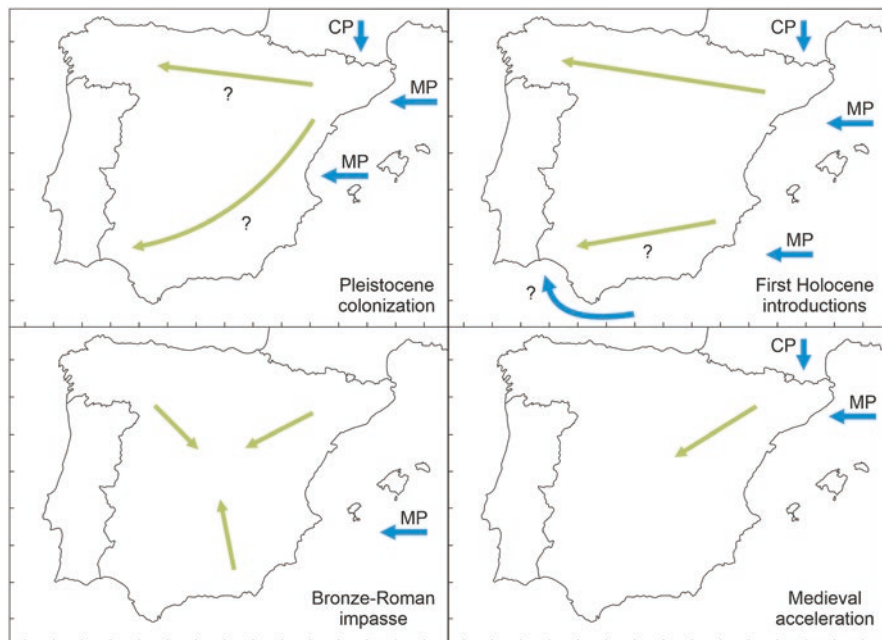 CP
MP
?
MP
?
Pleistocene
colonization
CP
MP
?
MP
?
First Holocene
introductions
MP
Bronze-Roman
impasse
CP
MP
Medieval
acceleration